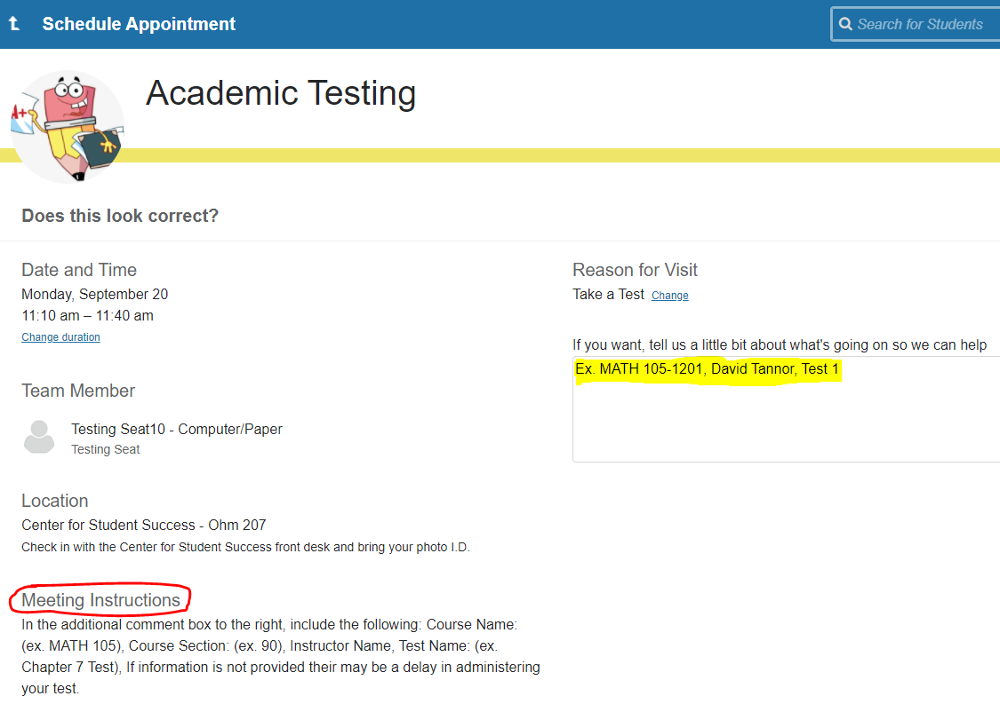 Schedule Appointment
Search for Students
A+
Academic Testing
Does this look correct?
Date and Time
Monday, September 20
11:10 am – 11:40 am
Change duration
Team Member
Testing Seat10 - Computer/Paper
Testing Seat
Location
Center for Student Success - Ohm 207
Check in with the Center for Student Success front desk and bring your photo I.D.
Meeting Instructions
In the additional comment box to the right, include the following: Course Name:
(ex. MATH 105), Course Section: (ex. 90), Instructor Name, Test Name: (ex.
Chapter 7 Test), If information is not provided their may be a delay in administering
your test.
Reason for Visit
Take a Test Change
If you want, tell us a little bit about what's going on so we can help
Ex. MATH 105-1201, David Tannor, Test 1